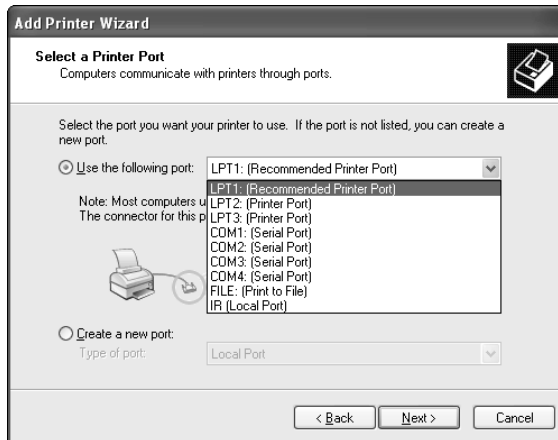 Add Printer Wizard
Select a Printer Port
Computers communicate with printers through ports.
Select the port you want your printer to use. If the port is not listed, you can create a
new port.
Use the following port: LPT1: (Recommended Printer Port)
LPT1: (Recommended Printer Port)
Note: Most computers u
LPT2: (Printer Port)
The connector for this p
LPT3: (Printer Port)
COM1: (Serial Port)
COM2: (Serial Port)
COM3: (Serial Port)
COM4: (Serial Port)
FILE: (Print to File)
IR (Local Port)
Create a new port:
Type of port: Local Port
< Back Next > Cancel